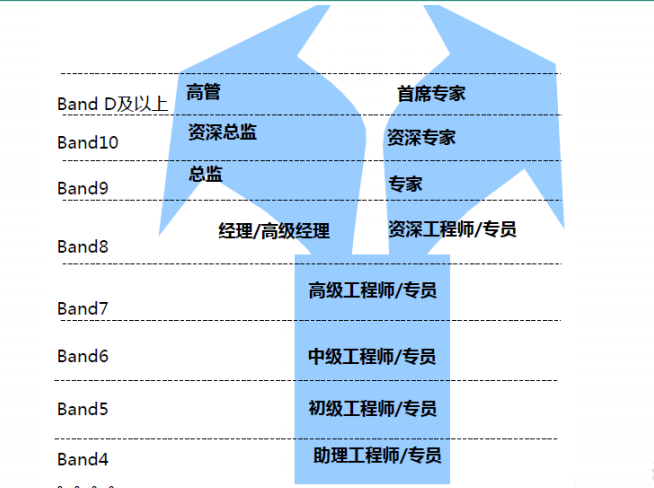 高管
首席专家
Band D及以上
资深总监
资深专家
Band10
总监
专家
Band9
经理/高级经理
资深工程师/专员
Band8
高级工程师/专员
Band7
中级工程师/专员
Band6
初级工程师/专员
Band5
助理工程师/专员
Band4